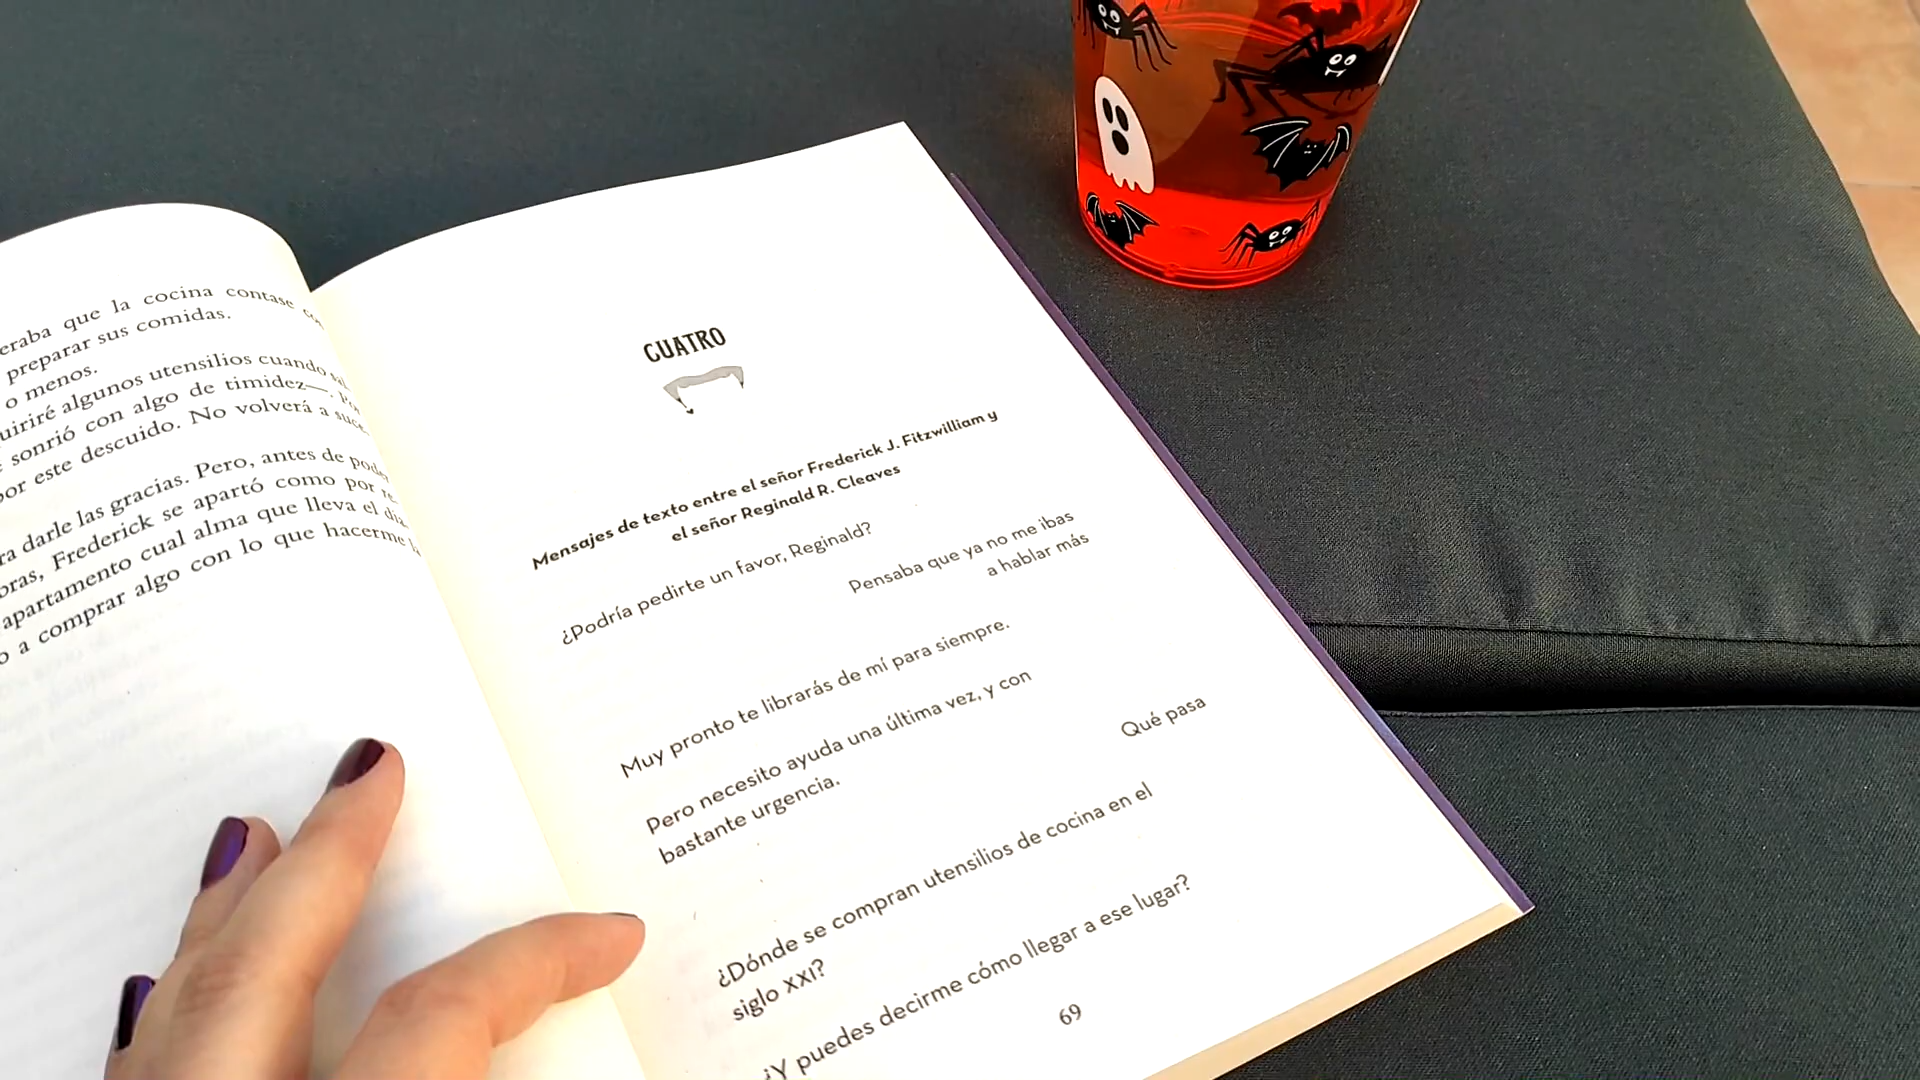 que la cocina contase
preparar sus comidas.
o menos.
algunos utensilios cuando
sonrió con algo de timidez—.
por este descuido. No volverá a
darle las gracias. Pero, antes de
Frederick se apartó como por
apartamento cual alma que lleva el
a comprar algo con lo que hacerme
CUATRO
Mensajes de texto entre el señor Frederick J. Fitzwilliam y
el señor Reginald R. Cleaves
¿Podría pedirte un favor, Reginald?
Pensaba que ya no me ibas
a hablar más
Muy pronto te librarás de mí para siempre.
Pero necesito ayuda una última vez, y con
bastante urgencia.
Qué pasa
¿Dónde se compran utensilios de cocina en el
siglo XXI?
¿Y puedes decirme cómo llegar a ese lugar?
69